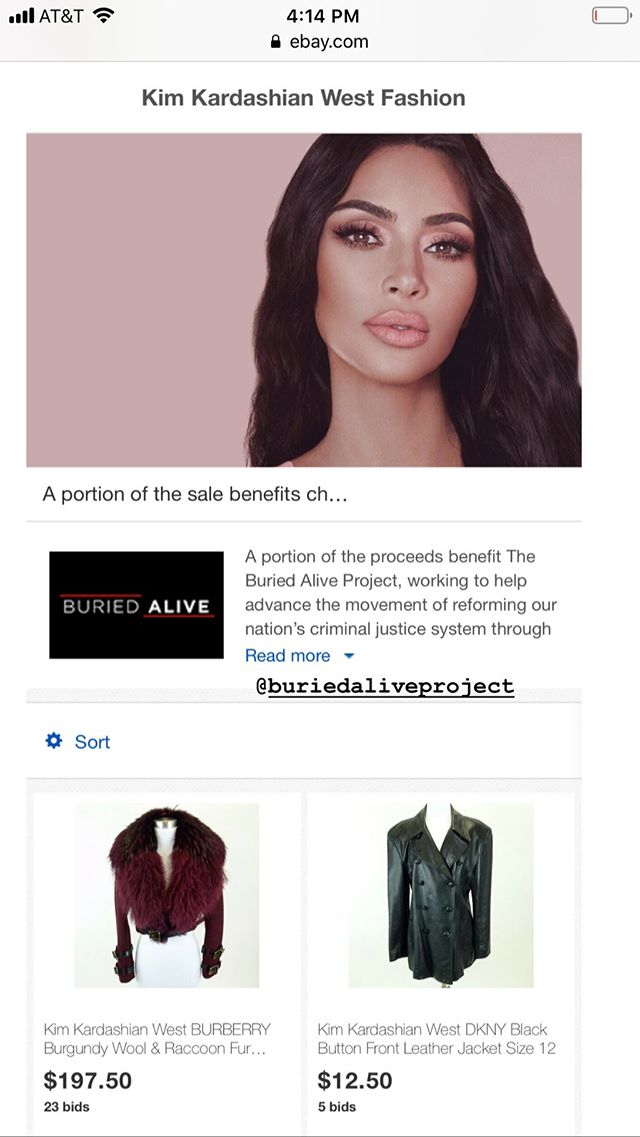 AT&T
4:14 PM
ebay.com
Kim Kardashian West Fashion
A portion of the sale benefits ch…
BURIED ALIVE
A portion of the proceeds benefit The
Buried Alive Project, working to help
advance the movement of reforming our
nation's criminal justice system through
Read more
@buriedaliveproject
Sort
Kim Kardashian West BURBERRY
Burgundy Wool & Raccoon Fur…
$197.50
23 bids
Kim Kardashian West DKNY Black
Button Front Leather Jacket Size 12
$12.50
5 bids